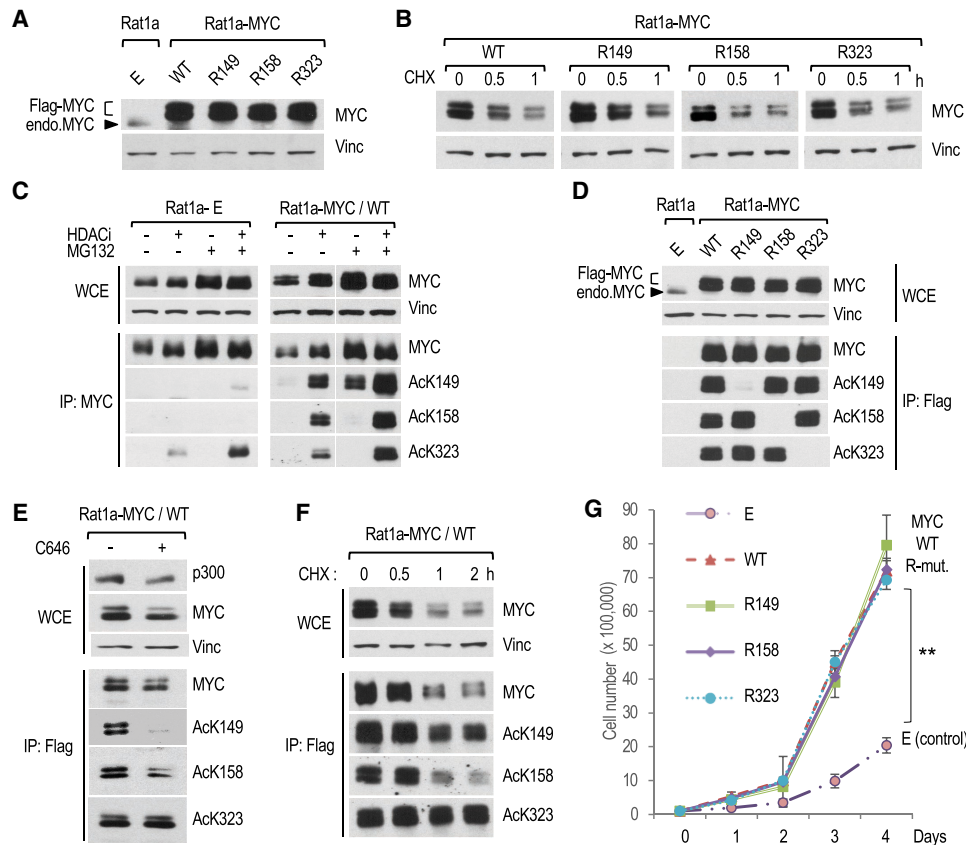 A
Rat1a Rat1a-MYC
E WT R149 R158 R323
Flag-MYC
endo.MYC
MYC
Vinc
B
Rat1a-MYC
WT R149 R158 R323
CHX 0 0.5 1 0 0.5 1 0 0.5 1 0 0.5 1 h
MYC
Vinc
C
Rat1a- E Rat1a-MYC / WT
HDACi - + - + - + - +
MG132 - - + + - - + +
WCE
MYC
Vinc
IP: MYC
MYC
AcK149
AcK158
AcK323
D
Rat1a Rat1a-MYC
E WT R149 R158 R323
Flag-MYC
endo.MYC
MYC
Vinc
WCE
MYC
AcK149
AcK158
AcK323
IP: Flag
E
Rat1a-MYC / WT
C646 - +
WCE
p300
MYC
Vinc
IP: Flag
MYC
AcK149
AcK158
AcK323
F
Rat1a-MYC / WT
CHX : 0 0.5 1 2 h
WCE
MYC
Vinc
IP: Flag
MYC
AcK149
AcK158
AcK323
G
Cell number (x 100,000)
90
80
70
60
50
40
30
20
10
0
E
WT
R149
R158
R323
MYC
WT
R-mut.
**
E (control)
0 1 2 3 4 Days